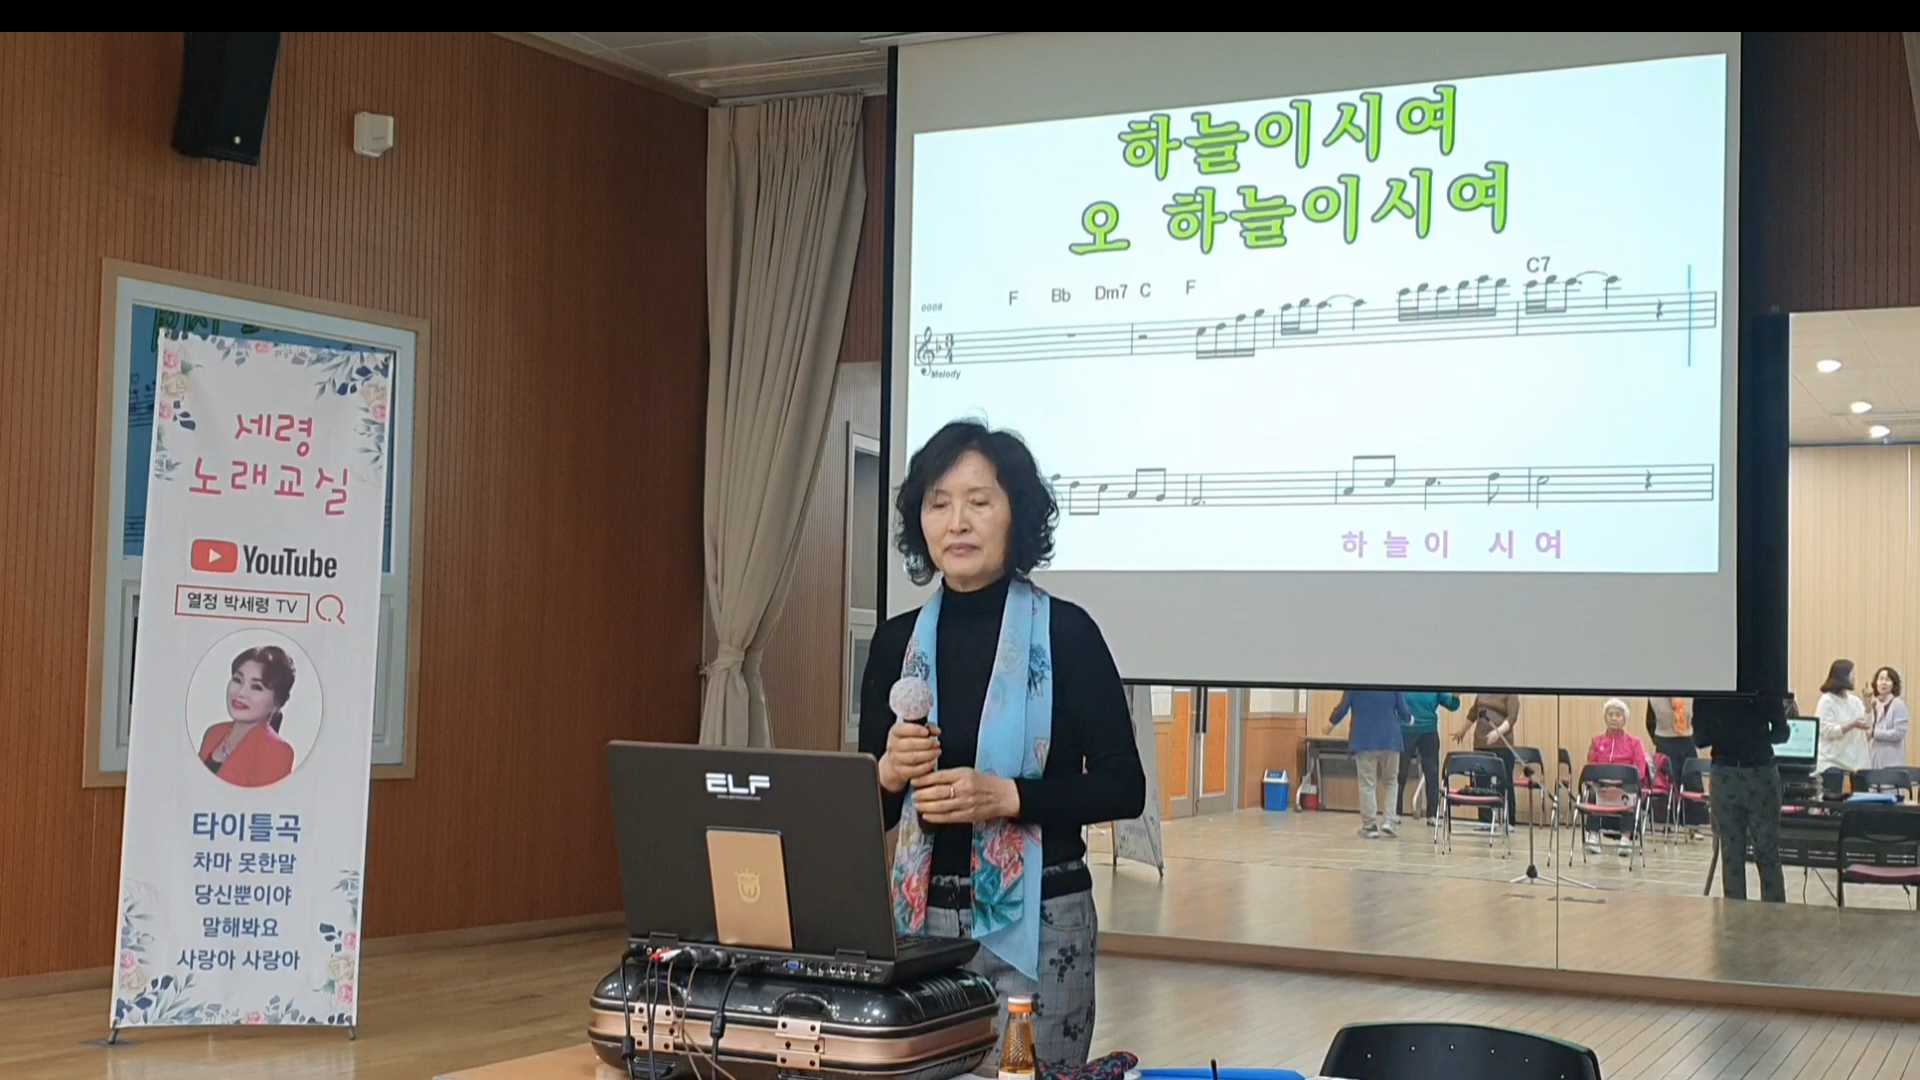 세령
노래교실
YouTube
열정 박세령 TV
타이틀곡
차마 못한말
당신뿐이야
말해봐요
사랑아 사랑아
하늘이시여
오 하늘이시여
0009
F Bb Dm7 C F C7
3
4
Melody
하 늘 이 시 여
ELF